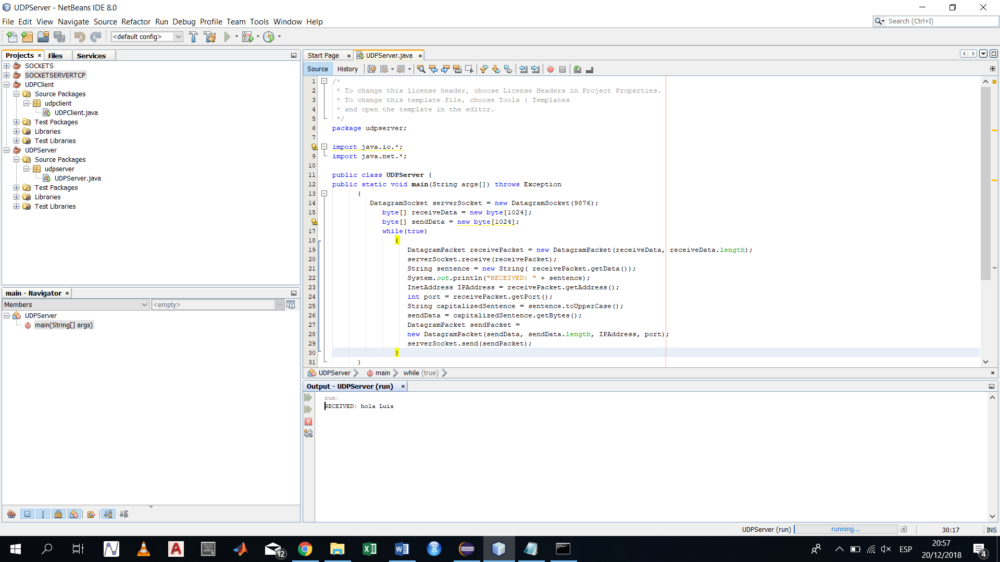 UDPServer - NetBeans IDE 8.0
File Edit View Navigate Source Refactor Run Debug Profile Team Tools Window Help
Search (Ctrl+I)
<default config>
Projects × Files Services
SOCKETS
SOCKETSERVERTCP
UDPClient
Source Packages
udpclient
UDPClient.java
Test Packages
Libraries
Test Libraries
UDPServer
Source Packages
udpserver
UDPServer.java
Test Packages
Libraries
Test Libraries
main - Navigator ×
Members <empty>
UDPServer
main(String[] args)
Start Page × UDPServer.java ×
Source History
1 /*
2 * To change this license header, choose License Headers in Project Properties.
3 * To change this template file, choose Tools | Templates
4 * and open the template in the editor.
5 */
6 package udpserver;
7
import java.io.*;
9 import java.net.*;
10
11 public class UDPServer {
12 public static void main(String args[]) throws Exception
13 {
14 DatagramSocket serverSocket = new DatagramSocket(9876);
15 byte[] receiveData = new byte[1024];
byte[] sendData = new byte[1024];
17 while(true)
18 {
19 DatagramPacket receivePacket = new DatagramPacket(receiveData, receiveData.length);
20 serverSocket.receive(receivePacket);
21 String sentence = new String( receivePacket.getData());
22 System.out.println("RECEIVED: " + sentence);
23 InetAddress IPAddress = receivePacket.getAddress();
24 int port = receivePacket.getPort();
25 String capitalizedSentence = sentence.toUpperCase();
26 sendData = capitalizedSentence.getBytes();
27 DatagramPacket sendPacket =
28 new DatagramPacket(sendData, sendData.length, IPAddress, port);
29 serverSocket.send(sendPacket);
30 }
31 }
UDPServer main while (true)
Output - UDPServer (run) ×
run:
RECEIVED: hola Luis
UDPServer (run) running... 30:17 INS
12
ESP
20:57
20/12/2018
4